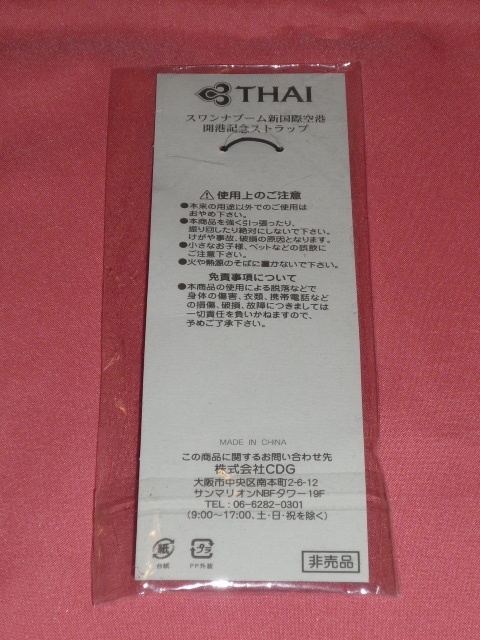 THAI
スワンナプーム新国際空港
開港記念ストラップ
⚠使用上のご注意
●本来の用途以外でのご使用は
おやめ下さい。
●本商品を強く引っ張ったり、
振り回したり絶対にしないで下さい。
けがや事故、破損の原因となります。
●小さなお子様、ペットなどの誤飲に
ご注意下さい。
●火や熱源のそばに置かないで下さい。
免責事項について
●本商品の使用による脱落などで
身体の傷害、衣類、携帯電話など
の損傷、破損、故障につきましては
一切責任を負いかねますので、
予めご了承下さい。
MADE IN CHINA
この商品に関するお問い合わせ先
株式会社CDG
大阪市中央区南本町2-6-12
サンマリオンNBFタワー19F
TEL:06-6282-0301
(9:00〜17:00、土・日・祝を除く)
紙 プラ
台紙 PP外装
非売品